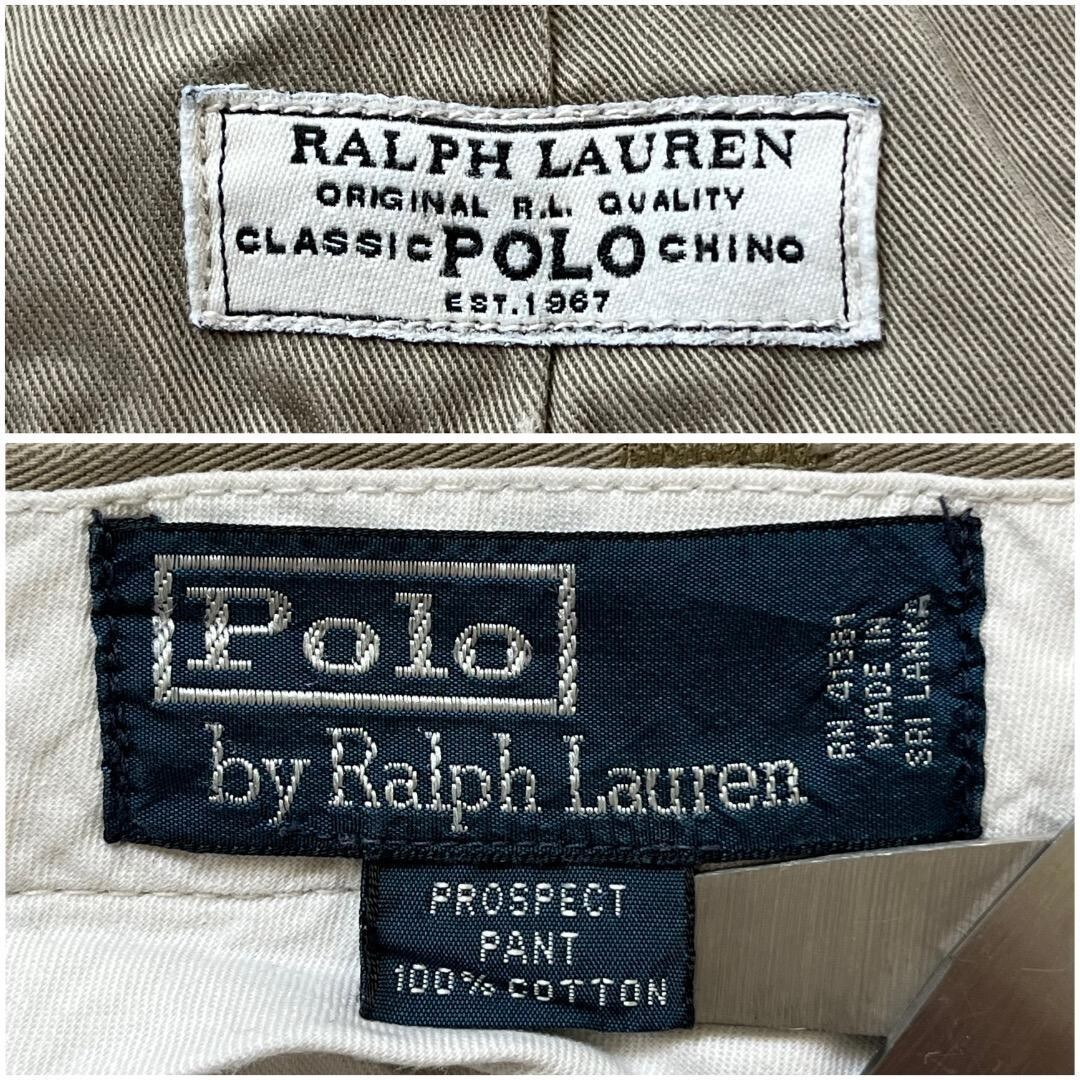 RALPH LAUREN
ORIGINAL R.L. QUALITY
CLASSIC POLO CHINO
EST.1967
Polo
by Ralph Lauren
RN 41381
MADE IN
SRI LANKA
PROSPECT
PANT
100% COTTON